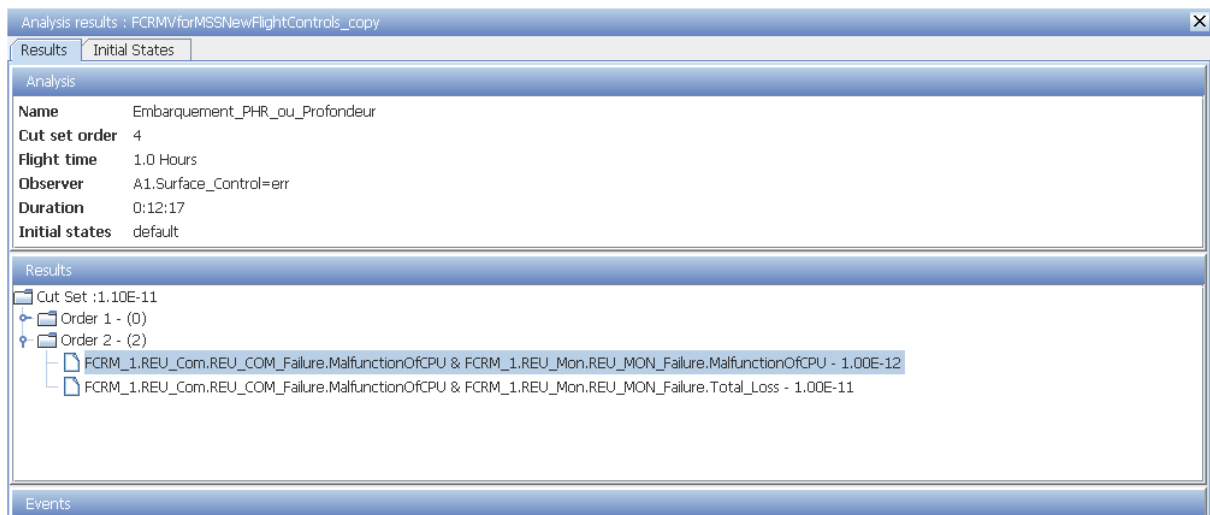 Analysis results : FCRMVforMSSNewFlightControls_copy
Results Initial States
Analysis
Name Embarquement_PHR_ou_Profondeur
Cut set order 4
Flight time 1.0 Hours
Observer A1.Surface_Control=err
Duration 0:12:17
Initial states default
Results
Cut Set :1.10E-11
Order 1 - (0)
Order 2 - (2)
FCRM_1.REU_Com.REU_COM_Failure.MalfunctionOfCPU & FCRM_1.REU_Mon.REU_MON_Failure.MalfunctionOfCPU - 1.00E-12
FCRM_1.REU_Com.REU_COM_Failure.MalfunctionOfCPU & FCRM_1.REU_Mon.REU_MON_Failure.Total_Loss - 1.00E-11
Events